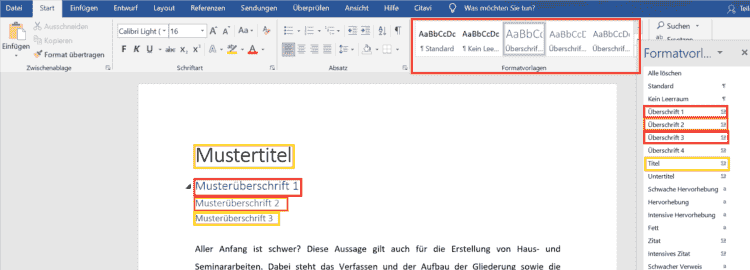 Datei Start Einfügen Entwurf Layout Referenzen Sendungen Überprüfen Ansicht Hilfe Citavi Was möchten Sie tun?
Einfügen
Ausschneiden
Kopieren
Format übertragen
Zwischenablage
Calibri Light ( 16
F K U
Schriftart
Absatz
AaBbCcDc AaBbCcDc AaBbCc AaBbCcD AaBbCcDc
¶ Standard ¶ Kein Lee... Überschrif... Überschrif... Überschrif...
Formatvorlagen
Suchen
Formatvorl...
Alle löschen
Standard
Kein Leerraum
Überschrift 1
Überschrift 2
Überschrift 3
Überschrift 4
Titel
Untertitel
Schwache Hervorhebung
Hervorhebung
Intensive Hervorhebung
Fett
Zitat
Intensives Zitat
Schwacher Verweis
Mustertitel
Musterüberschrift 1
Musterüberschrift 2
Musterüberschrift 3
Aller Anfang ist schwer? Diese Aussage gilt auch für die Erstellung von Haus- und
Seminararbeiten. Dabei steht das Verfassen und der Aufbau der Gliederung sowie die